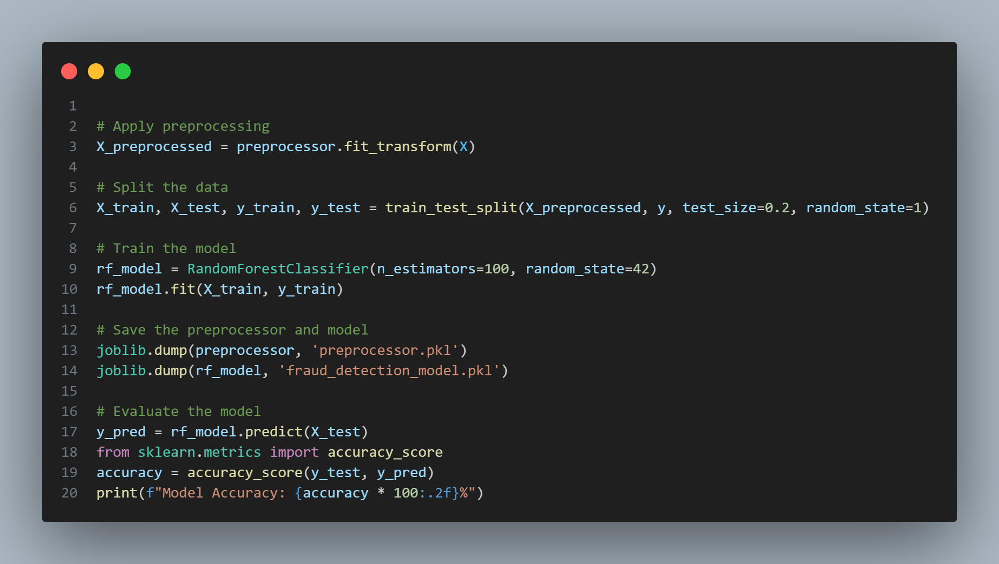 1
2 # Apply preprocessing
3 X_preprocessed = preprocessor.fit_transform(X)
4
5 # Split the data
6 X_train, X_test, y_train, y_test = train_test_split(X_preprocessed, y, test_size=0.2, random_state=1)
7
8 # Train the model
9 rf_model = RandomForestClassifier(n_estimators=100, random_state=42)
10 rf_model.fit(X_train, y_train)
11
12 # Save the preprocessor and model
13 joblib.dump(preprocessor, 'preprocessor.pkl')
14 joblib.dump(rf_model, 'fraud_detection_model.pkl')
15
16 # Evaluate the model
17 y_pred = rf_model.predict(X_test)
18 from sklearn.metrics import accuracy_score
19 accuracy = accuracy_score(y_test, y_pred)
20 print(f"Model Accuracy: {accuracy * 100:.2f}%")